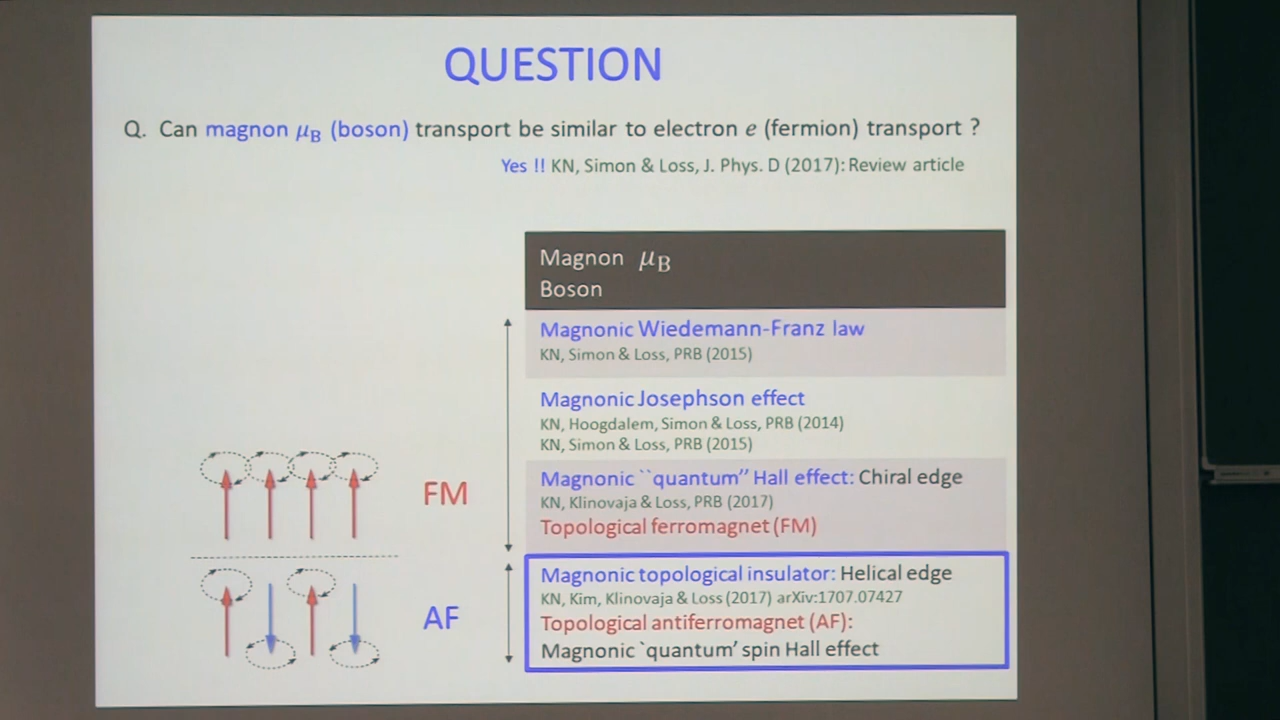 QUESTION
Q. Can magnon μB (boson) transport be similar to electron e (fermion) transport ?
Yes !! KN, Simon & Loss, J. Phys. D (2017): Review article
Magnon μB
Boson
Magnonic Wiedemann-Franz law
KN, Simon & Loss, PRB (2015)
Magnonic Josephson effect
KN, Hoogdalem, Simon & Loss, PRB (2014)
KN, Simon & Loss, PRB (2015)
Magnonic ``quantum'' Hall effect: Chiral edge
KN, Klinovaja & Loss, PRB (2017)
Topological ferromagnet (FM)
FM
Magnonic topological insulator: Helical edge
KN, Kim, Klinovaja & Loss (2017) arXiv:1707.07427
Topological antiferromagnet (AF):
Magnonic `quantum' spin Hall effect
AF